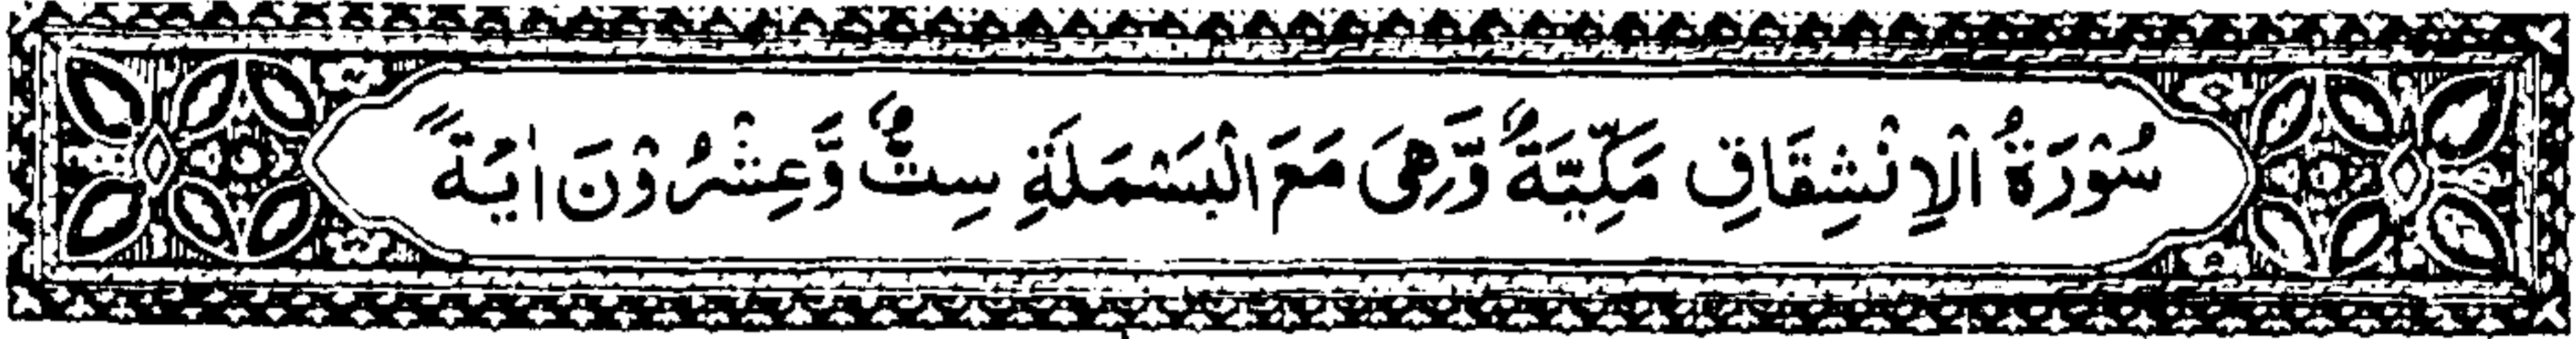 سُوْرَةُ الْاِنْشِقَاقِ مَكِّيَّةٌ وَّهِىَ مَعَ الْبَسْمَلَةِ سِتٌّ وَّعِشْرُوْنَ اٰيَةً